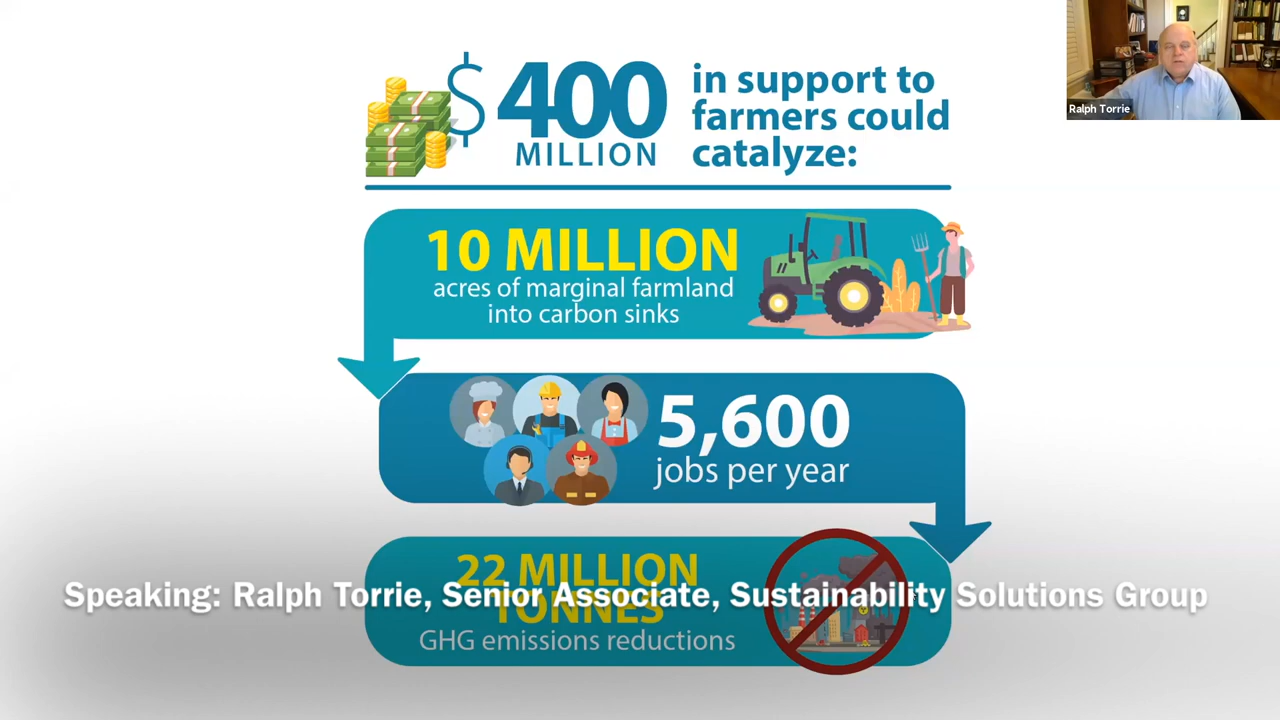 $ 400
MILLION
in support to
farmers could
catalyze:
Ralph Torrie
10 MILLION
acres of marginal farmland
into carbon sinks
5,600
jobs per year
22 MILLION
TONNES
Speaking: Ralph Torrie, Senior Associate, Sustainability Solutions Group
GHG emissions reductions